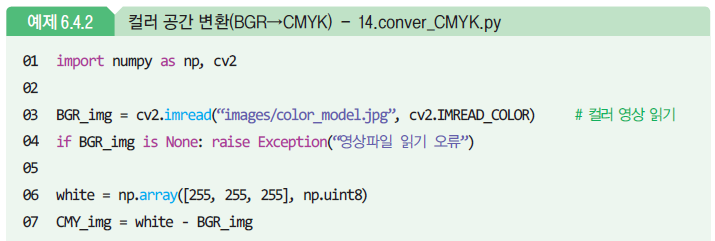 예제 6.4.2 컬러 공간 변환(BGR→CMYK) - 14.conver_CMYK.py
01 import numpy as np, cv2
02
03 BGR_img = cv2.imread(“images/color_model.jpg”, cv2.IMREAD_COLOR) # 컬러 영상 읽기
04 if BGR_img is None: raise Exception(“영상파일 읽기 오류”)
05
06 white = np.array([255, 255, 255], np.uint8)
07 CMY_img = white - BGR_img